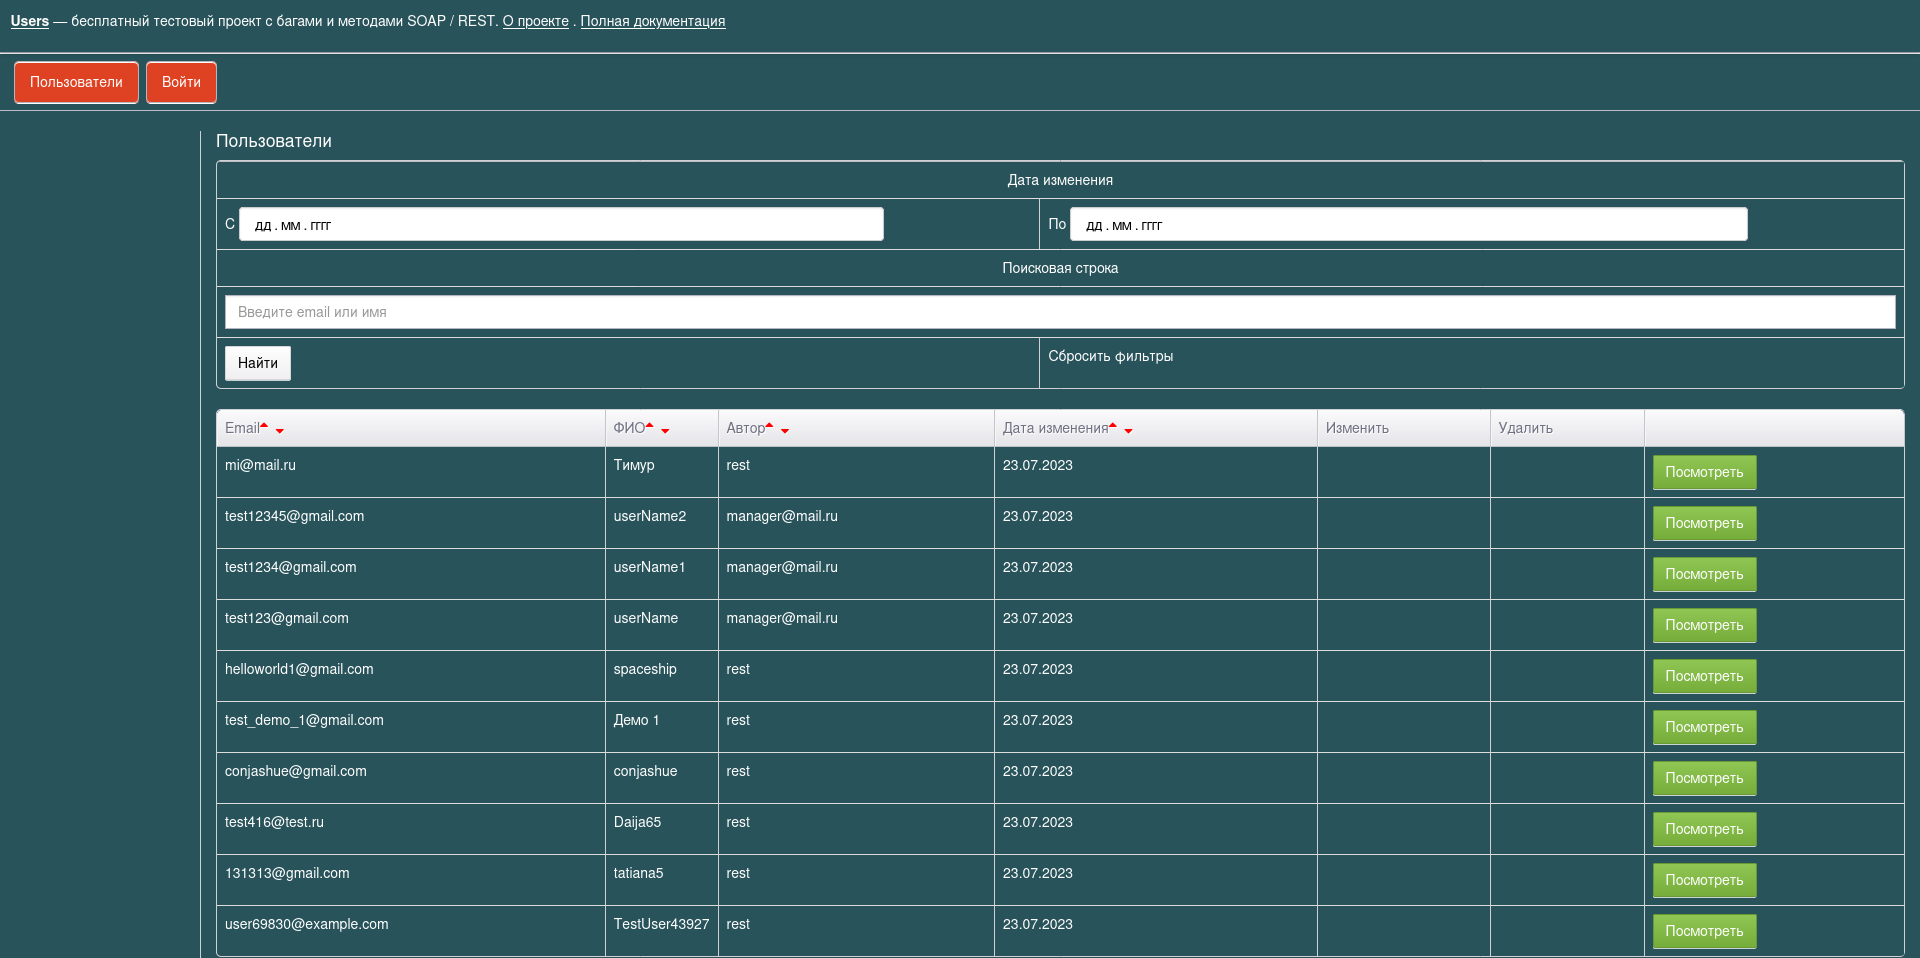 Users — бесплатный тестовый проект с багами и методами SOAP / REST. О проекте . Полная документация
Пользователи Войти
Пользователи
Дата изменения
С дд . мм . гггг По дд . мм . гггг
Поисковая строка
Введите email или имя
Найти Сбросить фильтры
Email ФИО Автор Дата изменения Изменить Удалить
mi@mail.ru Тимур rest 23.07.2023 Посмотреть
test12345@gmail.com userName2 manager@mail.ru 23.07.2023 Посмотреть
test1234@gmail.com userName1 manager@mail.ru 23.07.2023 Посмотреть
test123@gmail.com userName manager@mail.ru 23.07.2023 Посмотреть
helloworld1@gmail.com spaceship rest 23.07.2023 Посмотреть
test_demo_1@gmail.com Демо 1 rest 23.07.2023 Посмотреть
conjashue@gmail.com conjashue rest 23.07.2023 Посмотреть
test416@test.ru Daija65 rest 23.07.2023 Посмотреть
131313@gmail.com tatiana5 rest 23.07.2023 Посмотреть
user69830@example.com TestUser43927 rest 23.07.2023 Посмотреть